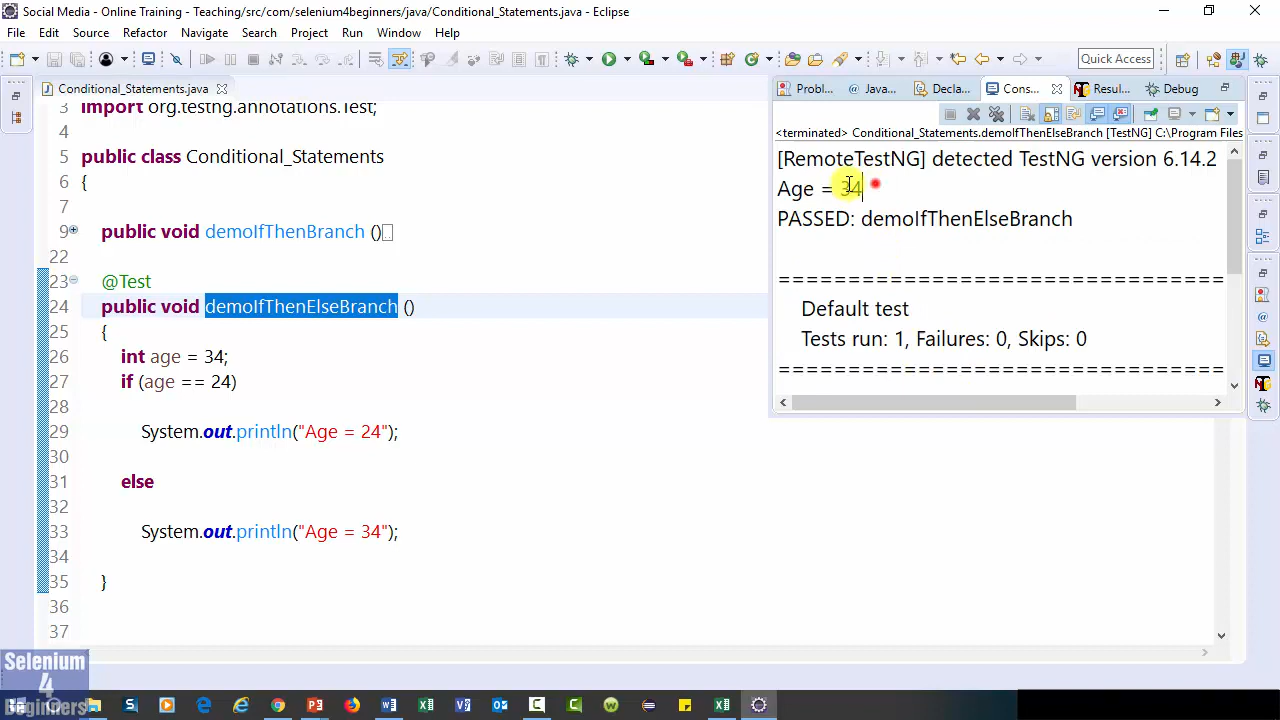 Social Media - Online Training - Teaching/src/com/selenium4beginners/java/Conditional_Statements.java - Eclipse
File Edit Source Refactor Navigate Search Project Run Window Help
Quick Access
Conditional_Statements.java
Probl... Java... Decla... Cons... Resul... Debug
<terminated> Conditional_Statements.demoIfThenElseBranch [TestNG] C:\Program Files
[RemoteTestNG] detected TestNG version 6.14.2
Age = 34
PASSED: demoIfThenElseBranch
===============================
Default test
Tests run: 1, Failures: 0, Skips: 0
===============================
3 import org.testng.annotations.Test;
4
5 public class Conditional_Statements
6 {
7
9 public void demoIfThenBranch ()
22
23 @Test
24 public void demoIfThenElseBranch ()
25 {
26 int age = 34;
27 if (age == 24)
28
29 System.out.println("Age = 24");
30
31 else
32
33 System.out.println("Age = 34");
34
35 }
36
37
Selenium
4
Beginners